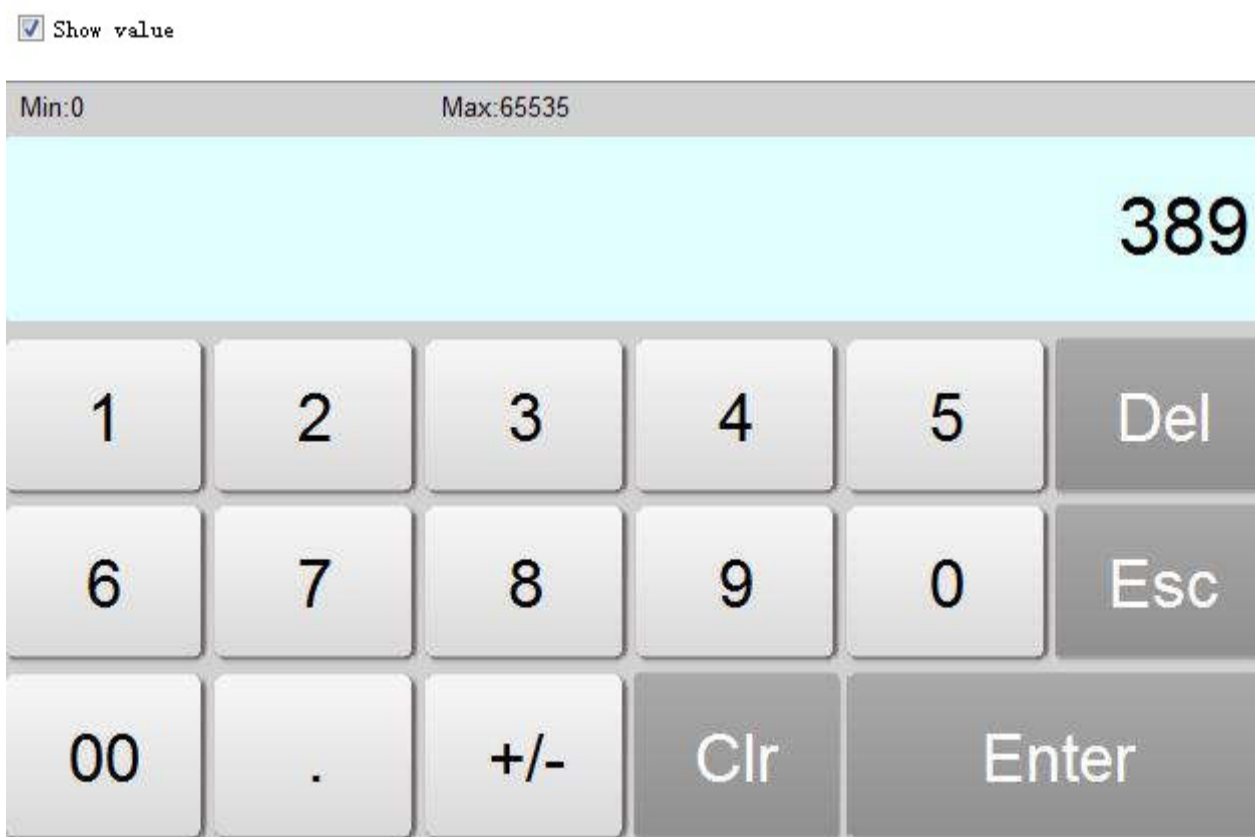 Show value
Min:0 Max:65535
389
1 2 3 4 5 Del
6 7 8 9 0 Esc
00 . +/- Clr Enter